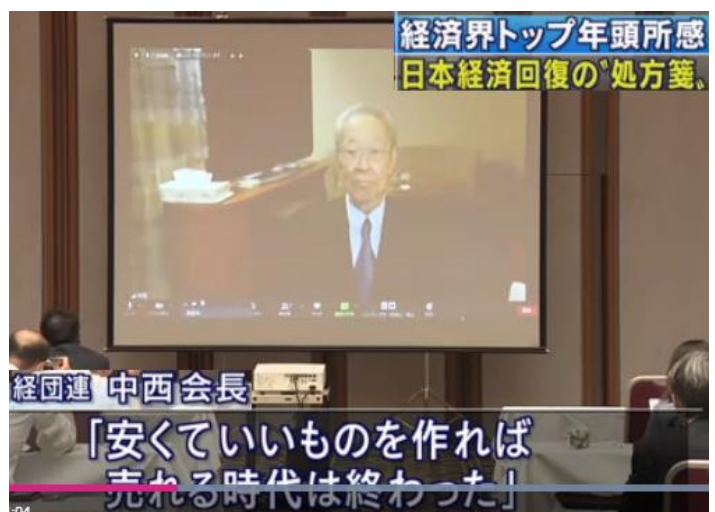 経済界トップ年頭所感
日本経済回復の〝処方箋〟
経団連 中西会長
「安くていいものを作れば
売れる時代は終わった」
:04